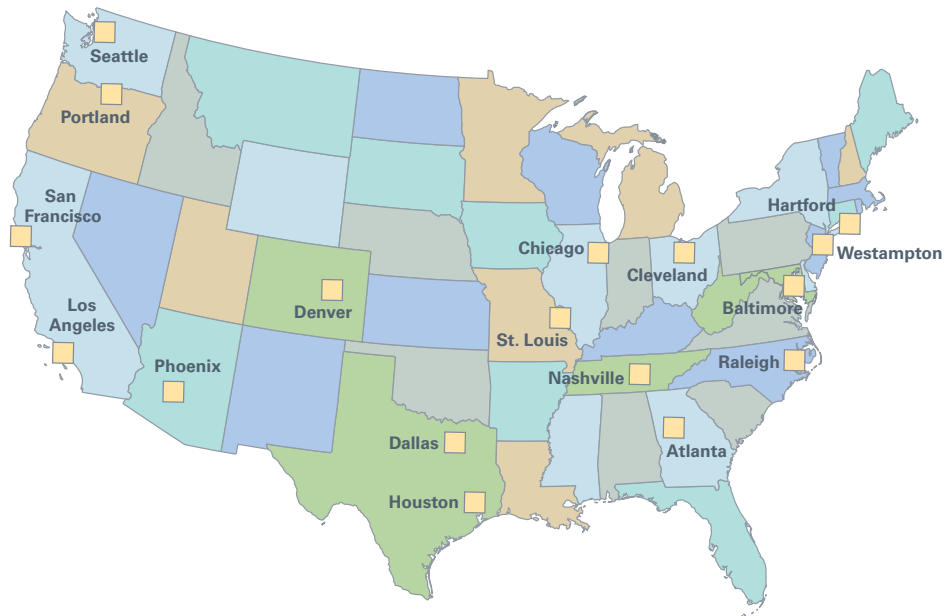 Seattle
Portland
San
Francisco
Hartford
Chicago
Westampton
Cleveland
Los
Angeles
Denver
Baltimore
St. Louis
Phoenix
Nashville
Raleigh
Dallas
Atlanta
Houston